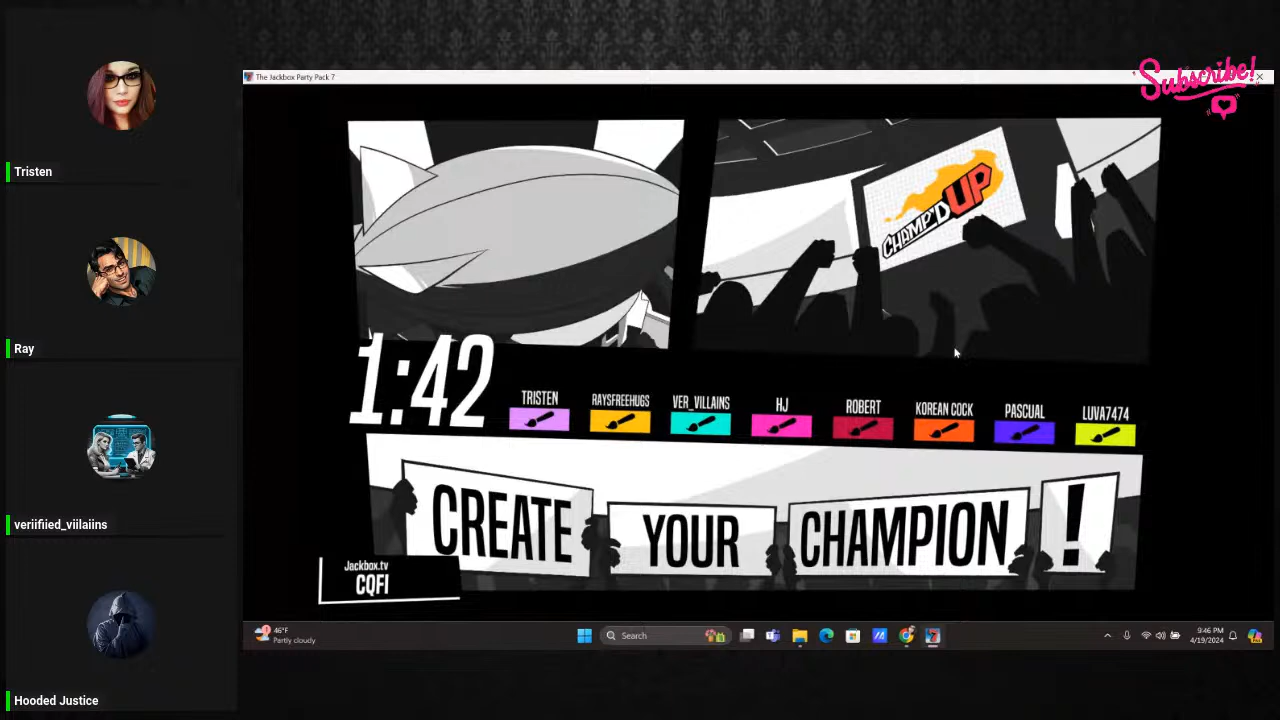 Tristen
Ray
veriifiied_viilaiins
Hooded Justice
The Jackbox Party Pack 7
Subscribe!
CHAMP'D UP
1:42
TRISTEN
RAYSFREEHUGS
VER_VILLAINS
HJ
ROBERT
KOREAN COCK
PASCUAL
LUVA7474
CREATE YOUR CHAMPION !
Jackbox.tv
CQFI
1
46°F
Partly cloudy
Search
9:46 PM
4/19/2024